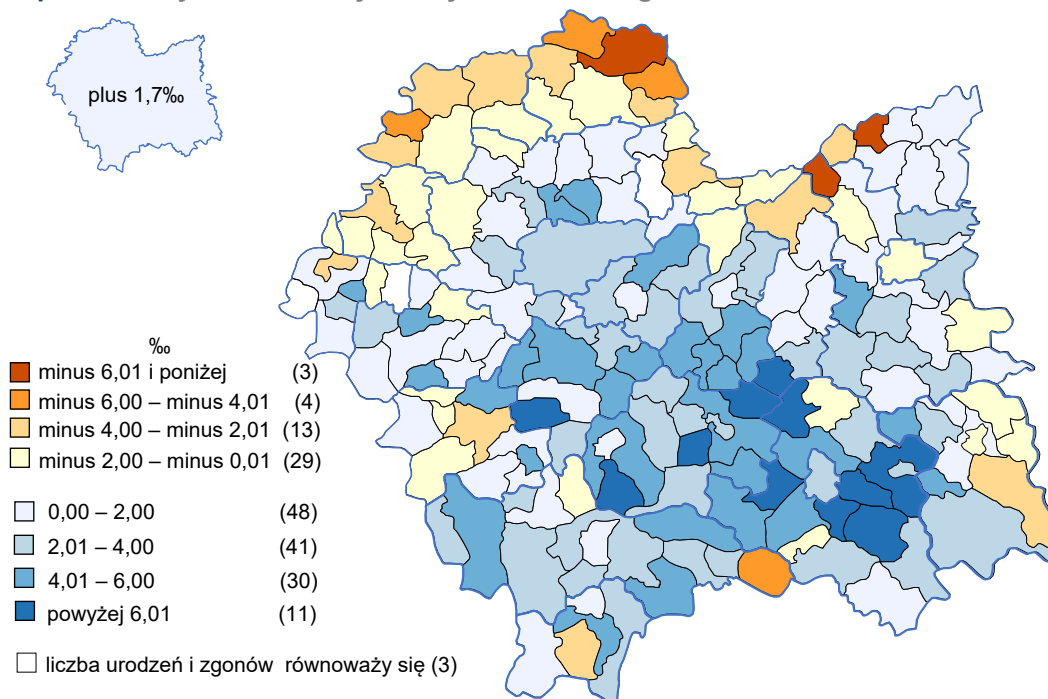 plus 1,7‰
‰
minus 6,01 i poniżej (3)
minus 6,00 – minus 4,01 (4)
minus 4,00 – minus 2,01 (13)
minus 2,00 – minus 0,01 (29)
0,00 – 2,00 (48)
2,01 – 4,00 (41)
4,01 – 6,00 (30)
powyżej 6,01 (11)
liczba urodzeń i zgonów równoważy się (3)